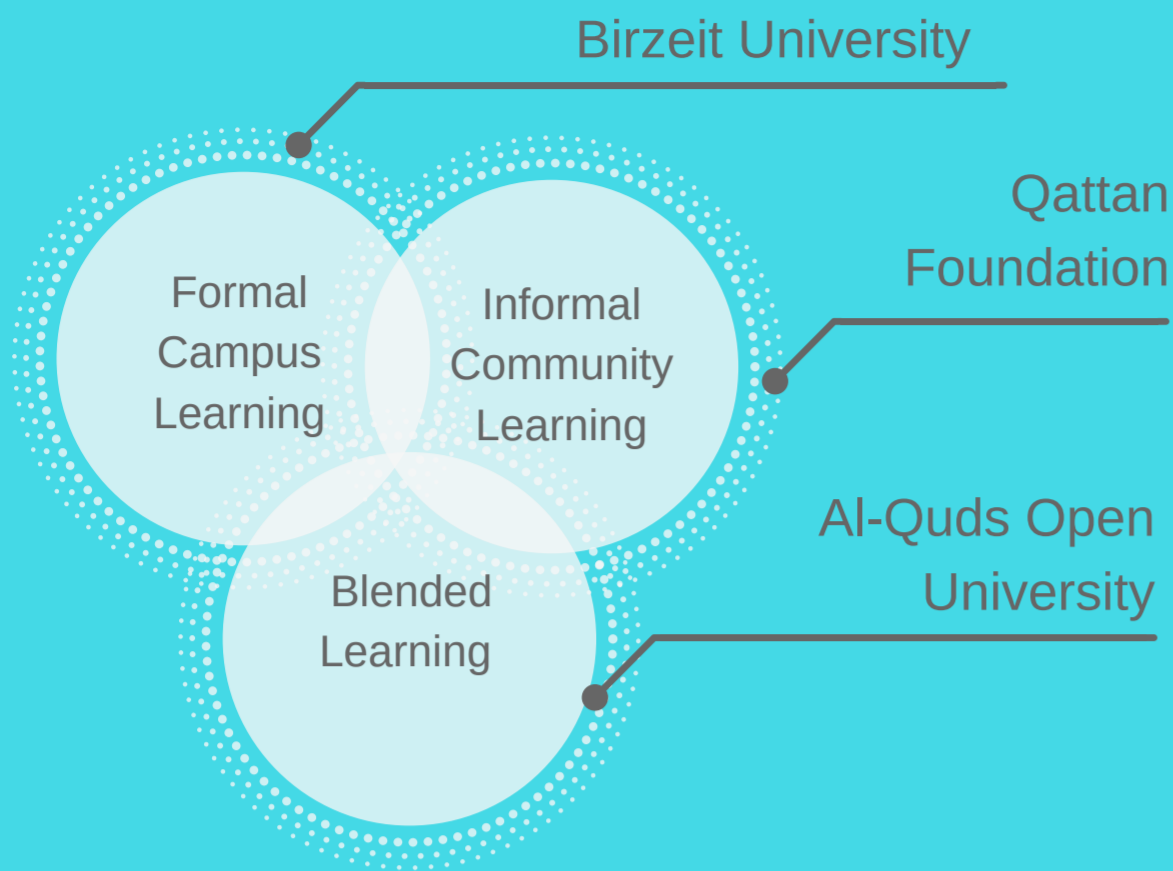 Birzeit University
Qattan
Foundation
Formal
Campus
Learning
Informal
Community
Learning
Al-Quds Open
University
Blended
Learning